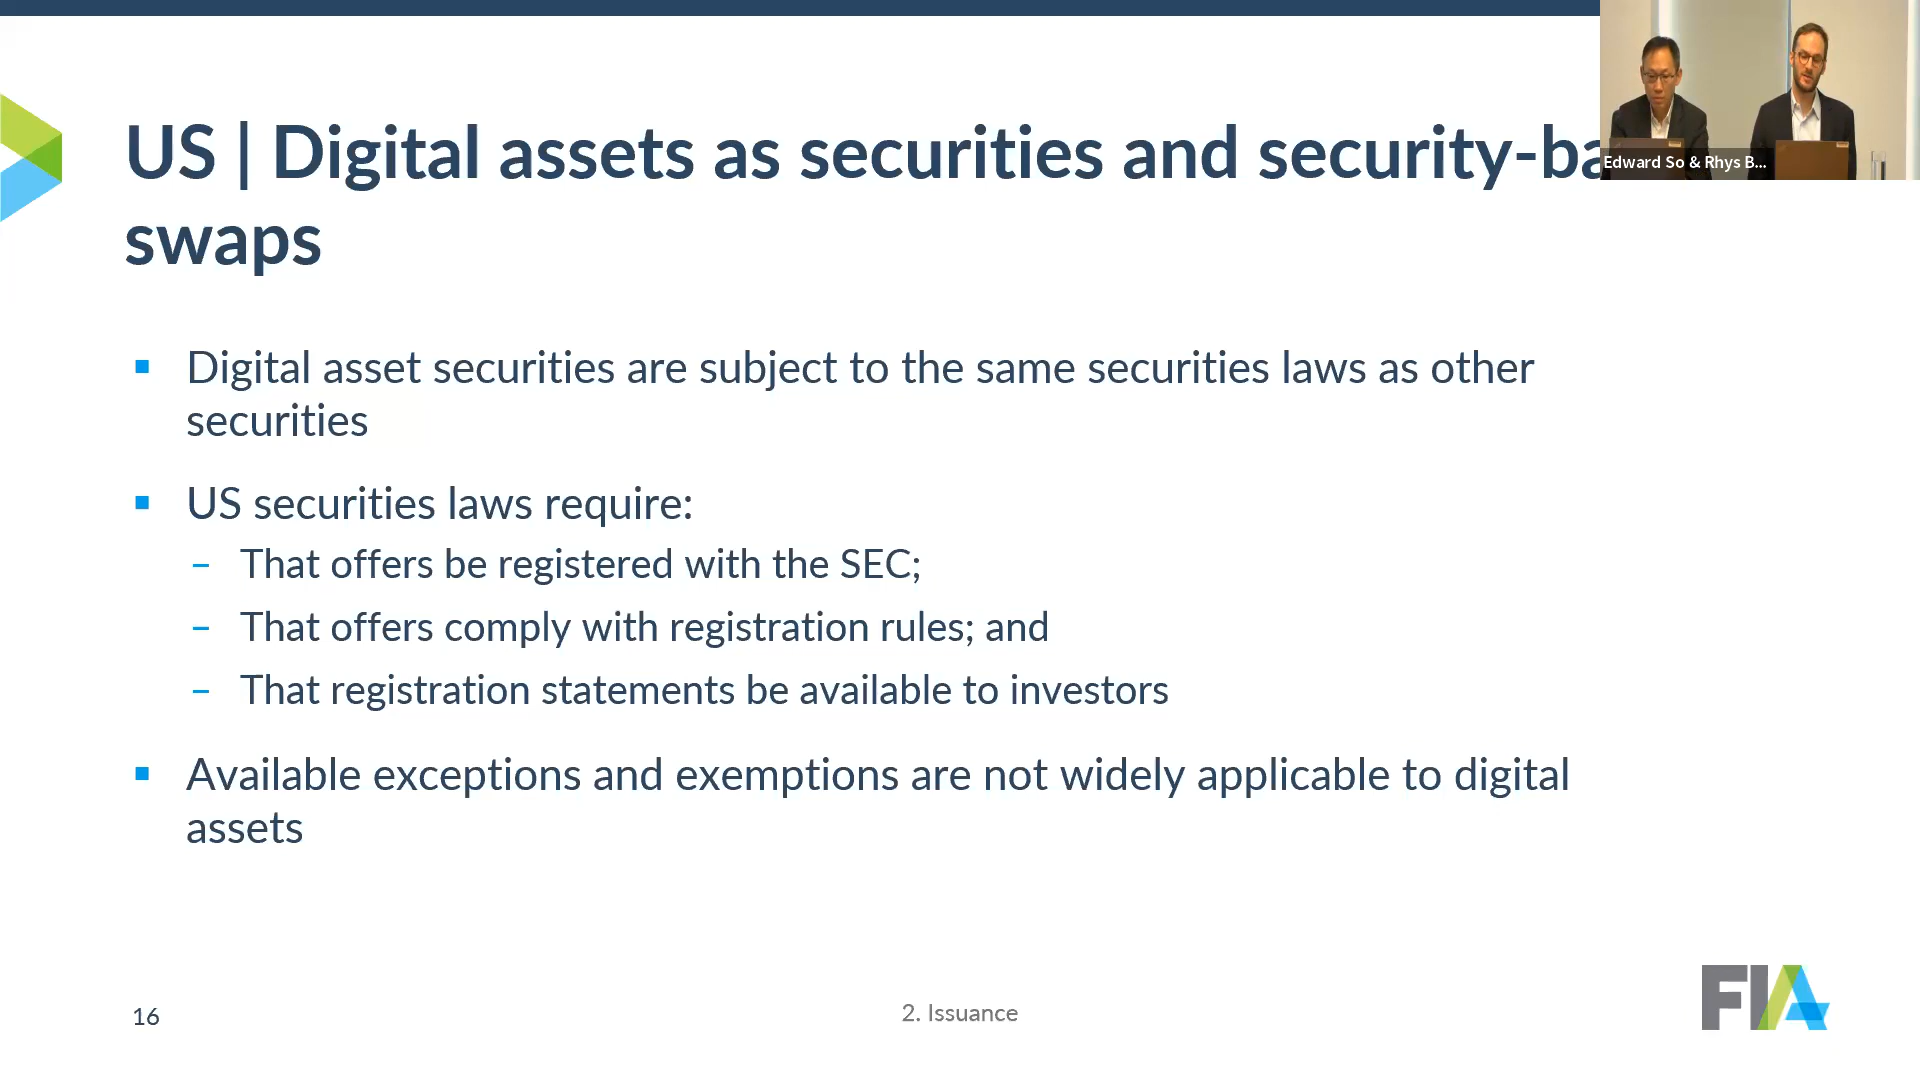 US | Digital assets as securities and security-ba
swaps
Edward So & Rhys B...
Digital asset securities are subject to the same securities laws as other
securities
US securities laws require:
– That offers be registered with the SEC;
– That offers comply with registration rules; and
– That registration statements be available to investors
Available exceptions and exemptions are not widely applicable to digital
assets
16
2. Issuance
FIA